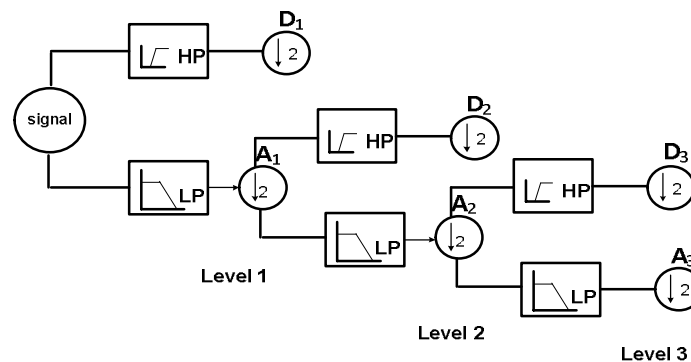 D1
HP
↓ 2
signal
D2
A1
HP
↓ 2
LP
↓ 2
D3
A2
HP
↓ 2
LP
↓ 2
Level 1
A3
LP
↓ 2
Level 2
Level 3